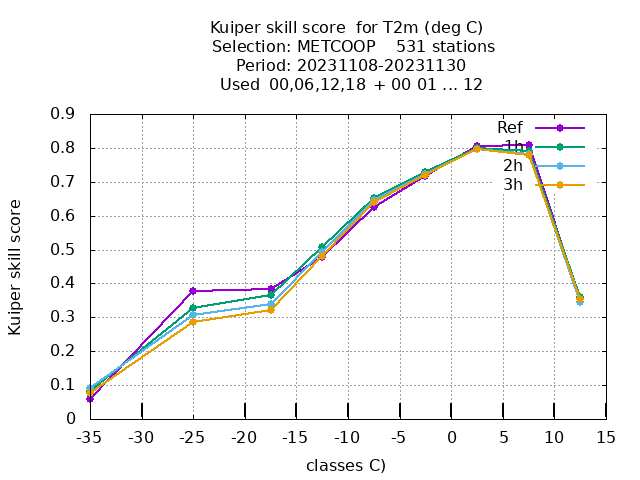 Kuiper skill score  for T2m (deg C)
Selection: METCOOP    531 stations
Period: 20231108-20231130
Used  00,06,12,18  + 00 01 ... 12
Kuiper skill score
0.9
0.8
0.7
0.6
0.5
0.4
0.3
0.2
0.1
0
Ref
1h
2h
3h
-35 -30 -25 -20 -15 -10 -5 0 5 10 15
classes C)